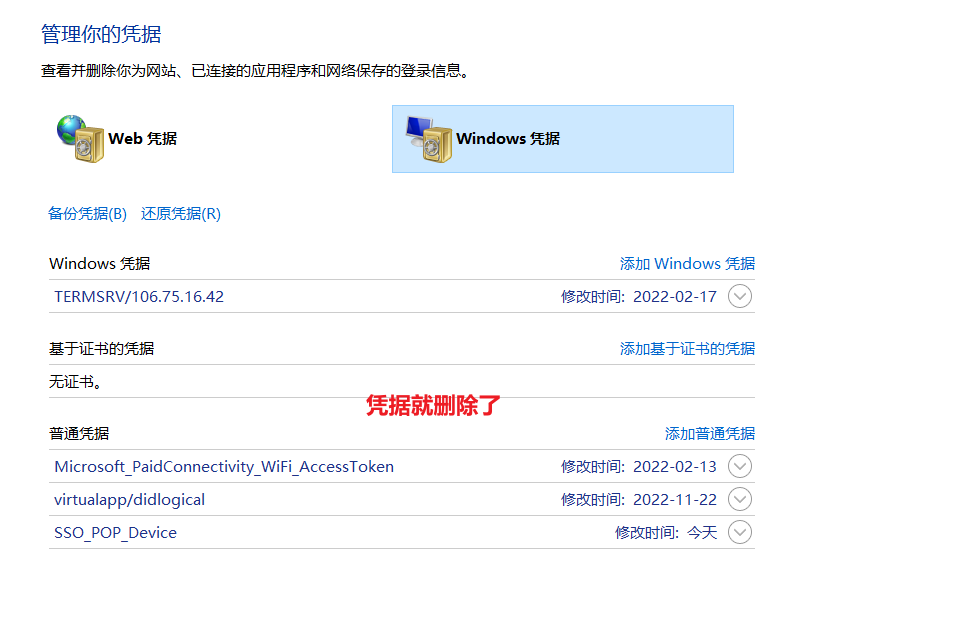 管理你的凭据
查看并删除你为网站、已连接的应用程序和网络保存的登录信息。
Web 凭据
Windows 凭据
备份凭据(B) 还原凭据(R)
Windows 凭据 添加 Windows 凭据
TERMSRV/106.75.16.42 修改时间: 2022-02-17
基于证书的凭据 添加基于证书的凭据
无证书。
凭据就删除了
普通凭据 添加普通凭据
Microsoft_PaidConnectivity_WiFi_AccessToken 修改时间: 2022-02-13
virtualapp/didlogical 修改时间: 2022-11-22
SSO_POP_Device 修改时间: 今天